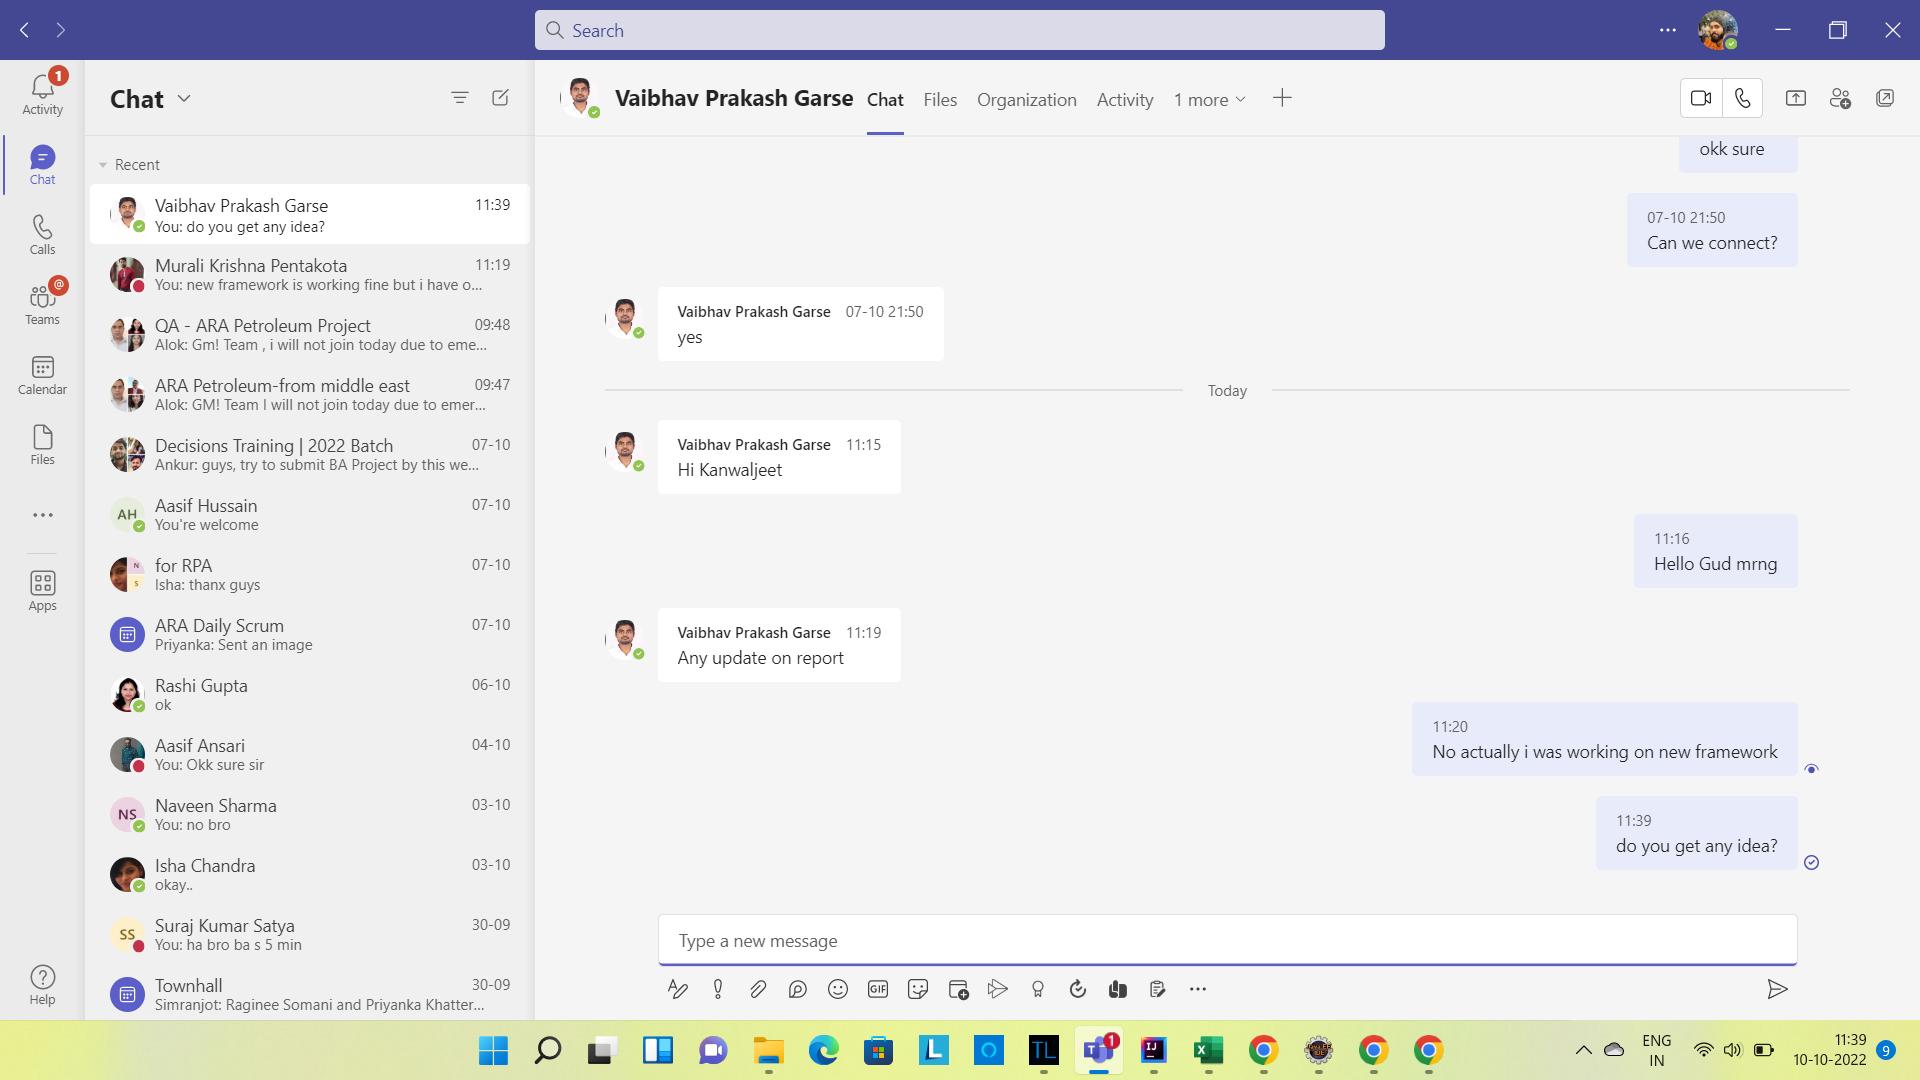 Search
1
Activity
Chat
Calls
@
Teams
Calendar
Files
Apps
Help
Chat
Recent
Vaibhav Prakash Garse 11:39
You: do you get any idea?
Murali Krishna Pentakota 11:19
You: new framework is working fine but i have o...
QA - ARA Petroleum Project 09:48
Alok: Gm! Team , i will not join today due to eme...
ARA Petroleum-from middle east 09:47
Alok: GM! Team I will not join today due to emer...
Decisions Training | 2022 Batch 07-10
Ankur: guys, try to submit BA Project by this we...
AH
Aasif Hussain 07-10
You're welcome
N
S
for RPA 07-10
Isha: thanx guys
ARA Daily Scrum 07-10
Priyanka: Sent an image
Rashi Gupta 06-10
ok
Aasif Ansari 04-10
You: Okk sure sir
NS
Naveen Sharma 03-10
You: no bro
Isha Chandra 03-10
okay..
SS
Suraj Kumar Satya 30-09
You: ha bro ba s 5 min
Townhall 30-09
Simranjot: Raginee Somani and Priyanka Khatter...
Vaibhav Prakash Garse Chat Files Organization Activity 1 more
okk sure
07-10 21:50
Can we connect?
Vaibhav Prakash Garse 07-10 21:50
yes
Today
Vaibhav Prakash Garse 11:15
Hi Kanwaljeet
11:16
Hello Gud mrng
Vaibhav Prakash Garse 11:19
Any update on report
11:20
No actually i was working on new framework
11:39
do you get any idea?
Type a new message
GIF
L
TL
T
1
IJ
X
ENG
IN
11:39
10-10-2022
9